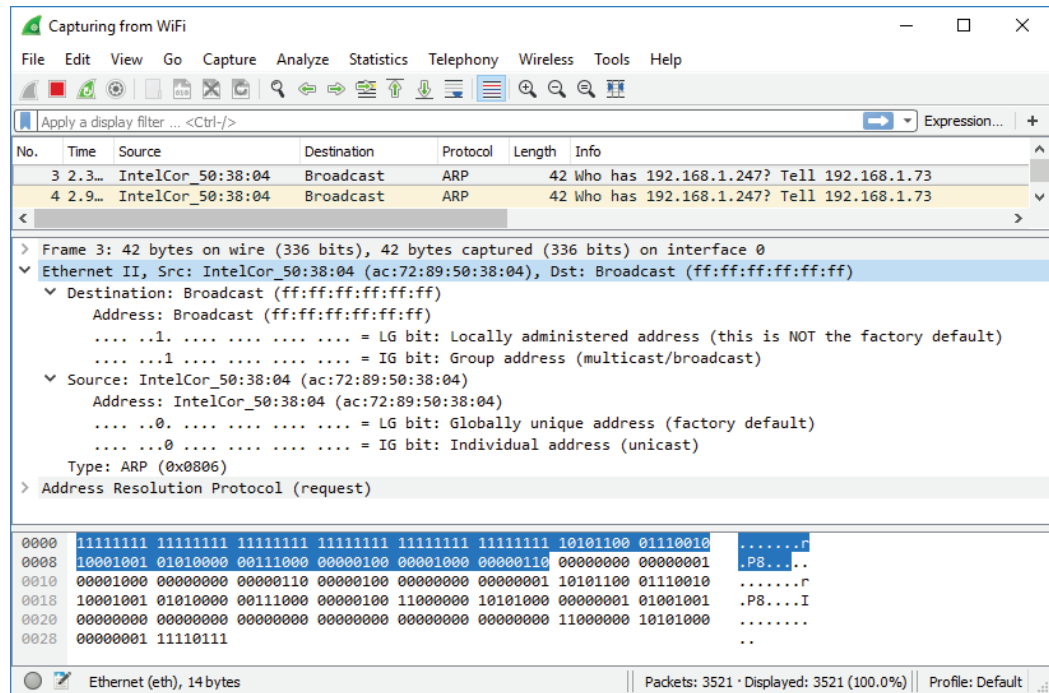 Capturing from WiFi
File Edit View Go Capture Analyze Statistics Telephony Wireless Tools Help
Apply a display filter ... <Ctrl-/> Expression... +
No. Time Source Destination Protocol Length Info
3 2.3… IntelCor_50:38:04 Broadcast ARP 42 Who has 192.168.1.247? Tell 192.168.1.73
4 2.9… IntelCor_50:38:04 Broadcast ARP 42 Who has 192.168.1.247? Tell 192.168.1.73
Frame 3: 42 bytes on wire (336 bits), 42 bytes captured (336 bits) on interface 0
Ethernet II, Src: IntelCor_50:38:04 (ac:72:89:50:38:04), Dst: Broadcast (ff:ff:ff:ff:ff:ff)
Destination: Broadcast (ff:ff:ff:ff:ff:ff)
Address: Broadcast (ff:ff:ff:ff:ff:ff)
.... ..1. .... .... .... .... = LG bit: Locally administered address (this is NOT the factory default)
.... ...1 .... .... .... .... = IG bit: Group address (multicast/broadcast)
Source: IntelCor_50:38:04 (ac:72:89:50:38:04)
Address: IntelCor_50:38:04 (ac:72:89:50:38:04)
.... ..0. .... .... .... .... = LG bit: Globally unique address (factory default)
.... ...0 .... .... .... .... = IG bit: Individual address (unicast)
Type: ARP (0x0806)
Address Resolution Protocol (request)
0000 11111111 11111111 11111111 11111111 11111111 11111111 10101100 01110010 .......r
0008 10001001 01010000 00111000 00000100 00001000 00000110 00000000 00000001 .P8.....
0010 00001000 00000000 00000110 00000100 00000000 00000001 10101100 01110010 .......r
0018 10001001 01010000 00111000 00000100 11000000 10101000 00000001 01001001 .P8....I
0020 00000000 00000000 00000000 00000000 00000000 00000000 11000000 10101000 ........
0028 00000001 11110111 ..
Ethernet (eth), 14 bytes Packets: 3521 · Displayed: 3521 (100.0%) Profile: Default